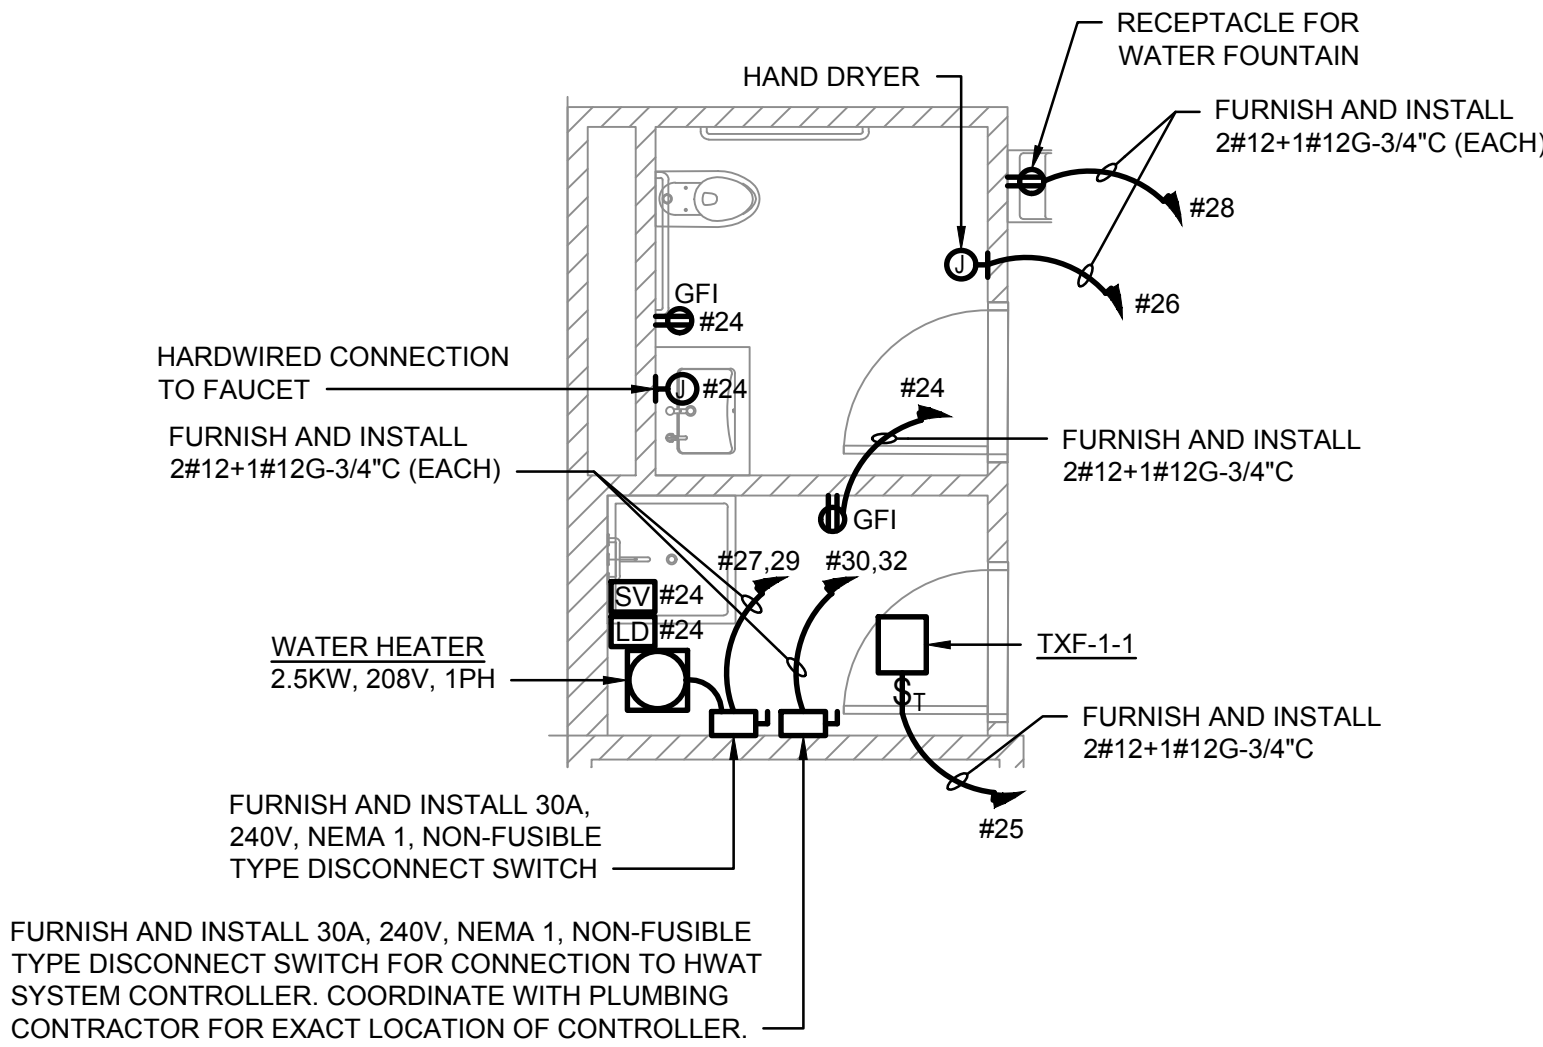 RECEPTACLE FOR
WATER FOUNTAIN
HAND DRYER
FURNISH AND INSTALL
2#12+1#12G-3/4"C (EACH)
#28
#26
GFI
#24
HARDWIRED CONNECTION
TO FAUCET
J
J
#24
#24
FURNISH AND INSTALL
2#12+1#12G-3/4"C (EACH)
FURNISH AND INSTALL
2#12+1#12G-3/4"C
GFI
#27,29
#30,32
SV
#24
LD
#24
WATER HEATER
2.5KW, 208V, 1PH
TXF-1-1
ST
FURNISH AND INSTALL
2#12+1#12G-3/4"C
#25
FURNISH AND INSTALL 30A,
240V, NEMA 1, NON-FUSIBLE
TYPE DISCONNECT SWITCH
FURNISH AND INSTALL 30A, 240V, NEMA 1, NON-FUSIBLE
TYPE DISCONNECT SWITCH FOR CONNECTION TO HWAT
SYSTEM CONTROLLER. COORDINATE WITH PLUMBING
CONTRACTOR FOR EXACT LOCATION OF CONTROLLER.